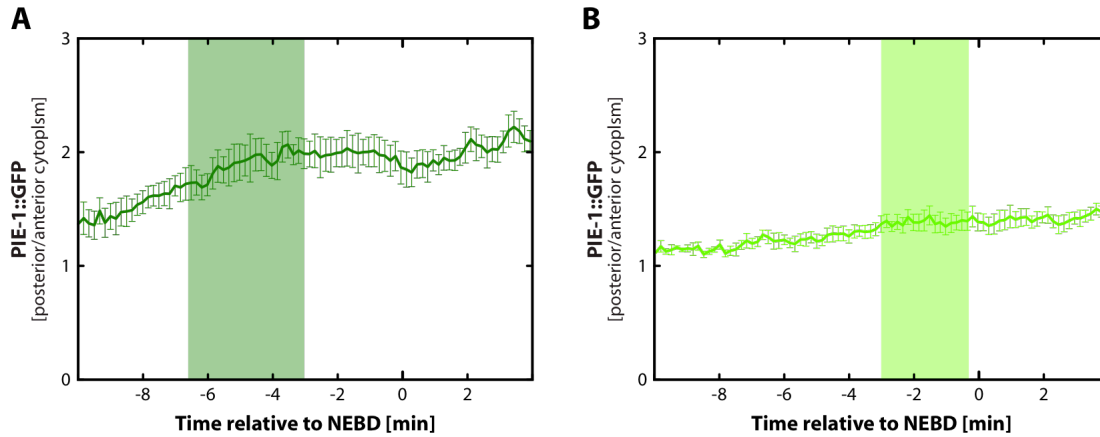 A
3
2
1
0
PIE-1::GFP
[posterior/anterior cytoplsm]
-8
-6
-4
-2
0
2
Time relative to NEBD [min]
B
3
2
1
0
PIE-1::GFP
[posterior/anterior cytoplsm]
-8
-6
-4
-2
0
2
Time relative to NEBD [min]